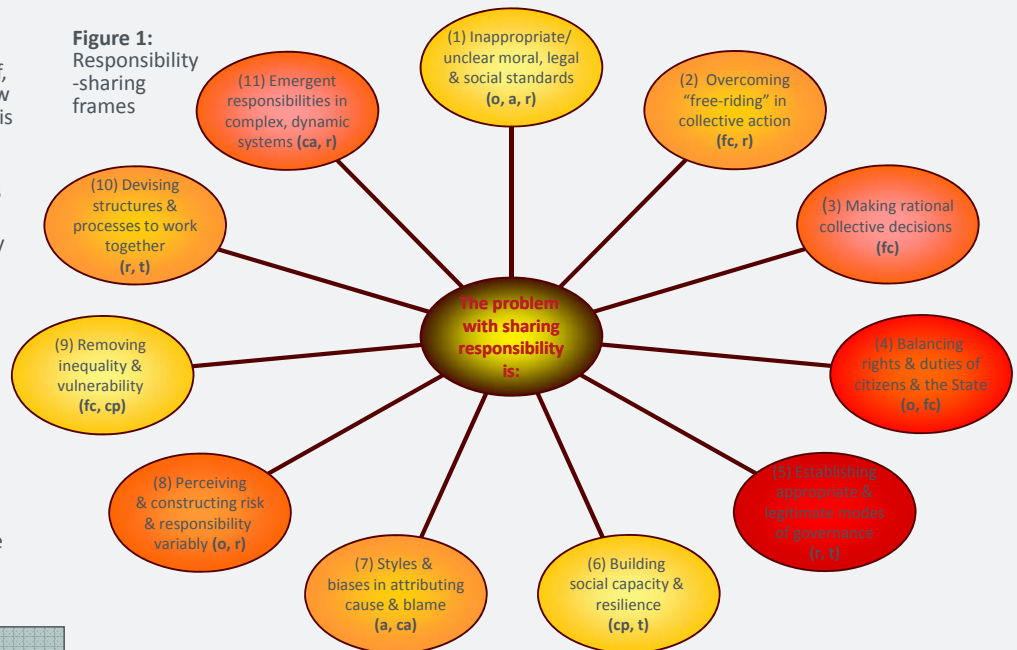 Figure 1:
Responsibility
-sharing
frames
f,
w
is
y
e
(1) Inappropriate/
unclear moral, legal
& social standards
(o, a, r)
(2) Overcoming
“free-riding” in
collective action
(fc, r)
(3) Making rational
collective decisions
(fc)
(4) Balancing
rights & duties of
citizens & the State
(o, fc)
(5) Establishing
appropriate &
legitimate modes
of governance
(r, t)
(6) Building
social capacity &
resilience
(cp, t)
(7) Styles &
biases in attributing
cause & blame
(a, ca)
(8) Perceiving
& constructing risk
& responsibility
variably (o, r)
(9) Removing
inequality &
vulnerability
(fc, cp)
(10) Devising
structures &
processes to work
together
(r, t)
(11) Emergent
responsibilities in
complex, dynamic
systems (ca, r)
The problem
with sharing
responsibility
is: